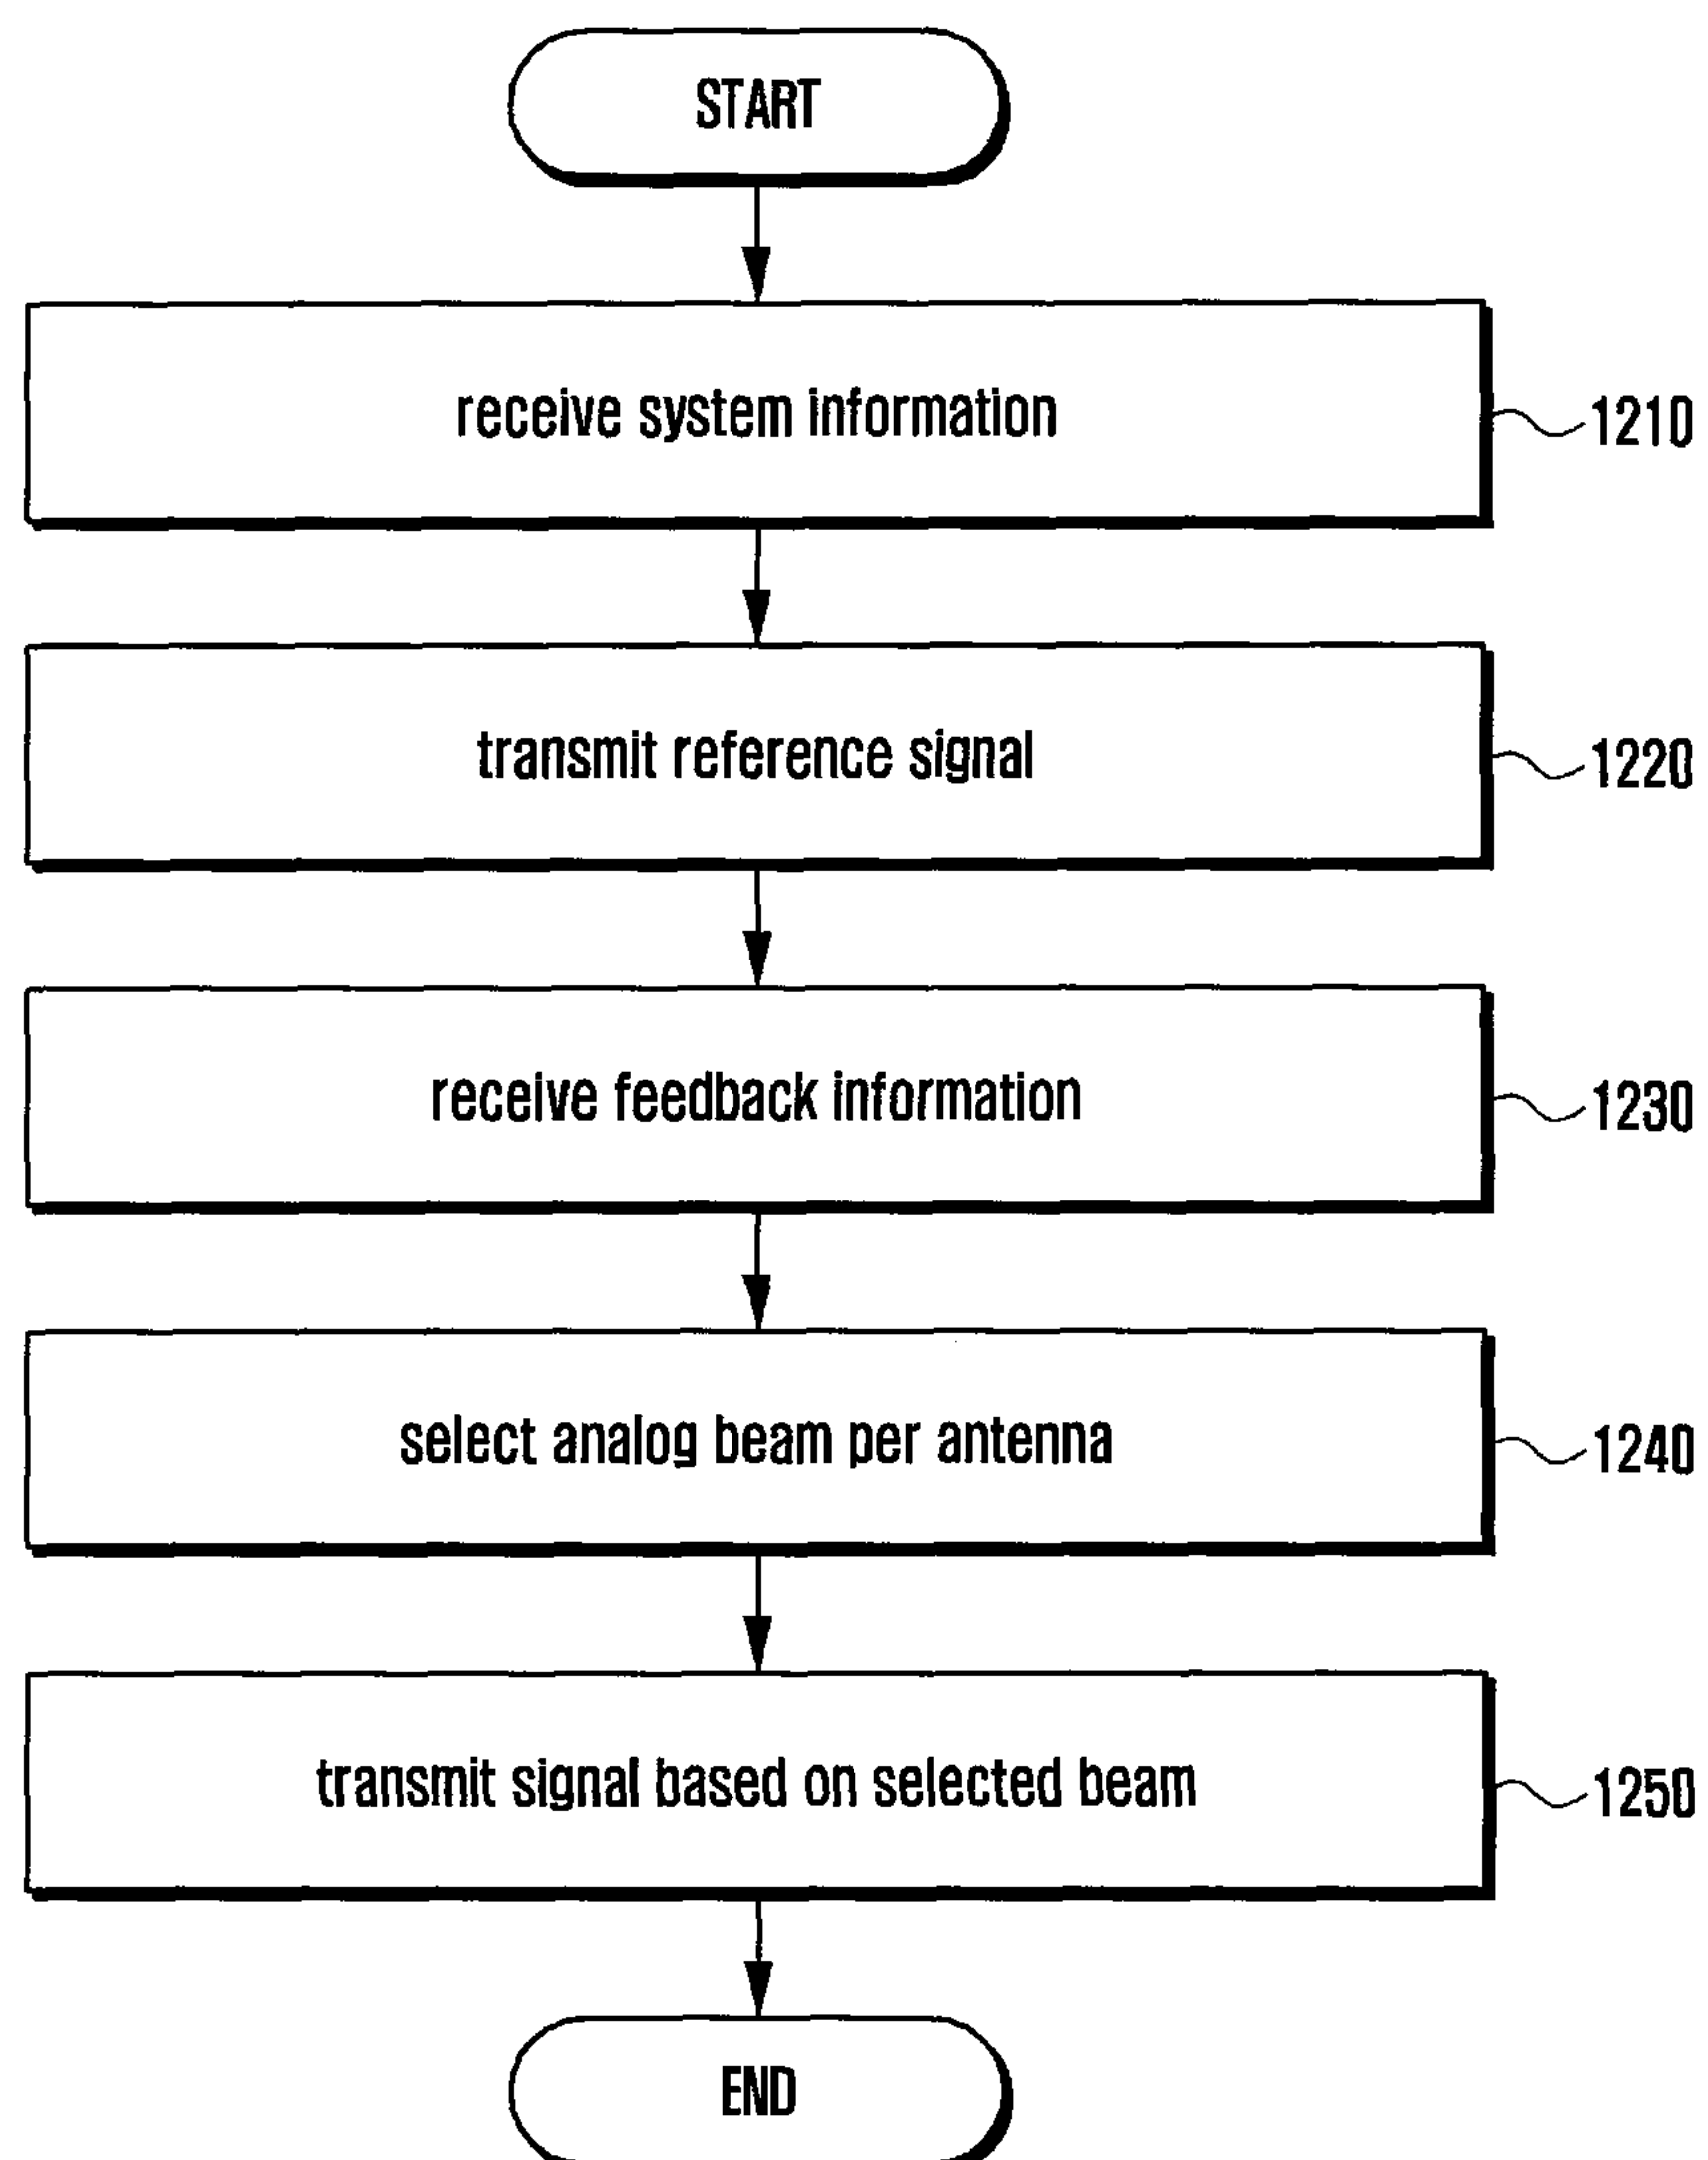 START
receive system information
1210
transmit reference signal
1220
receive feedback information
1230
select analog beam per antenna
1240
transmit signal based on selected beam
1250
END